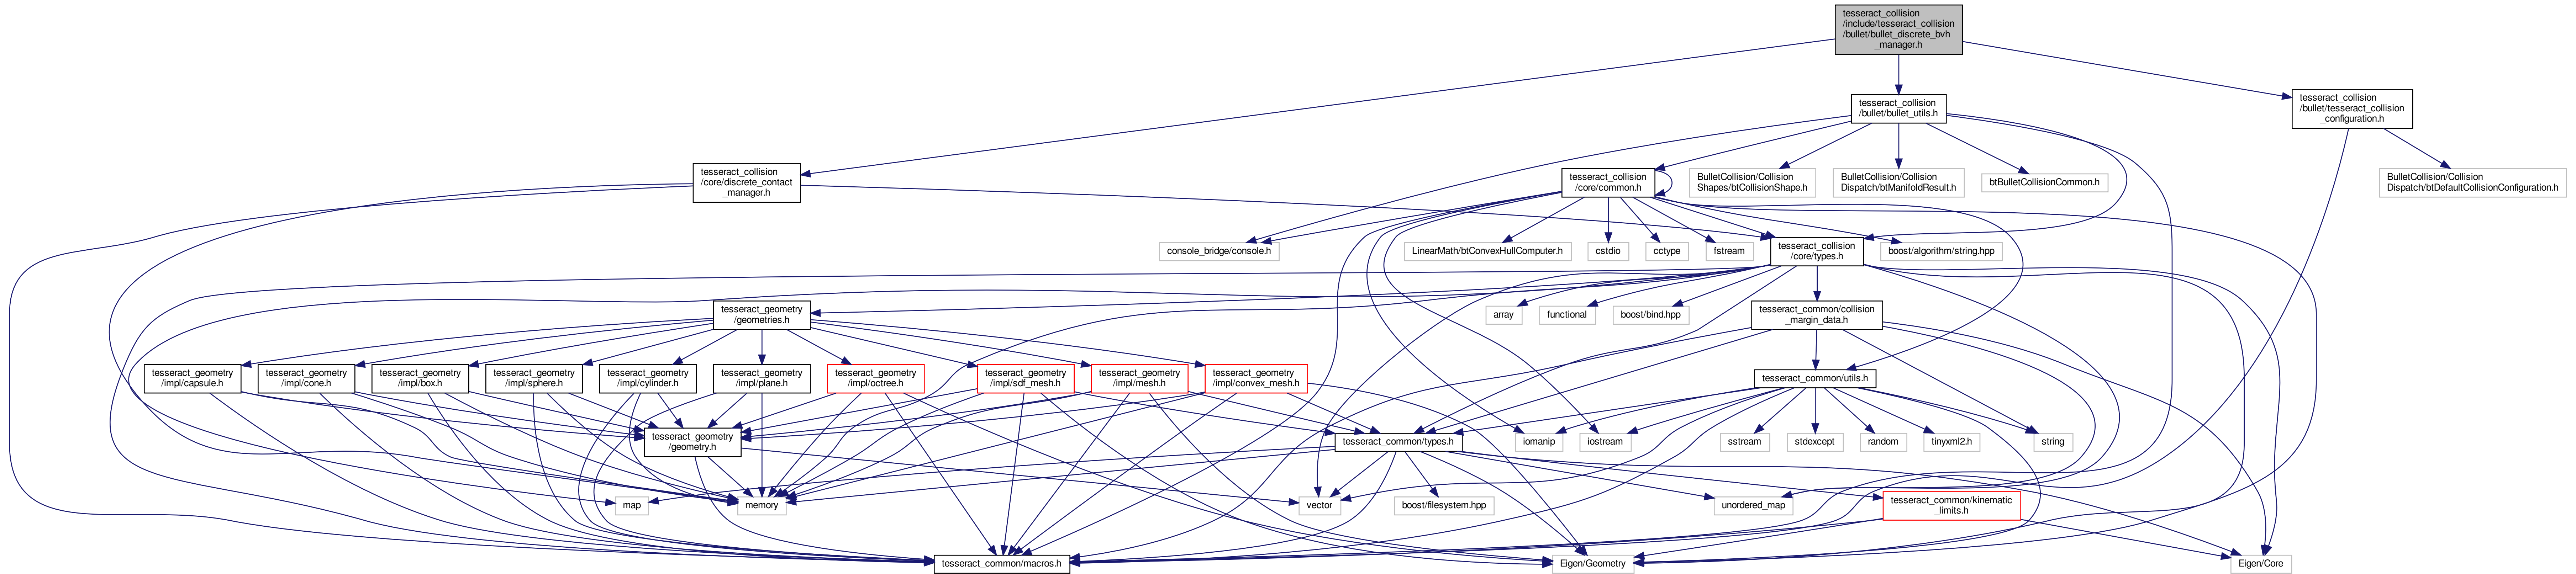 tesseract_collision
/include/tesseract_collision
/bullet/bullet_discrete_bvh
_manager.h
tesseract_collision
/bullet/bullet_utils.h
tesseract_collision
/bullet/tesseract_collision
_configuration.h
tesseract_collision
/core/discrete_contact
_manager.h
tesseract_collision
/core/common.h
BulletCollision/Collision
Shapes/btCollisionShape.h
BulletCollision/Collision
Dispatch/btManifoldResult.h
btBulletCollisionCommon.h
BulletCollision/Collision
Dispatch/btDefaultCollisionConfiguration.h
console_bridge/console.h
LinearMath/btConvexHullComputer.h
cstdio
cctype
fstream
tesseract_collision
/core/types.h
boost/algorithm/string.hpp
tesseract_geometry
/geometries.h
array
functional
boost/bind.hpp
tesseract_common/collision
_margin_data.h
tesseract_geometry
/impl/capsule.h
tesseract_geometry
/impl/cone.h
tesseract_geometry
/impl/box.h
tesseract_geometry
/impl/sphere.h
tesseract_geometry
/impl/cylinder.h
tesseract_geometry
/impl/plane.h
tesseract_geometry
/impl/octree.h
tesseract_geometry
/impl/sdf_mesh.h
tesseract_geometry
/impl/mesh.h
tesseract_geometry
/impl/convex_mesh.h
tesseract_common/utils.h
tesseract_geometry
/geometry.h
tesseract_common/types.h
iomanip
iostream
sstream
stdexcept
random
tinyxml2.h
string
map
memory
vector
boost/filesystem.hpp
unordered_map
tesseract_common/kinematic
_limits.h
tesseract_common/macros.h
Eigen/Geometry
Eigen/Core